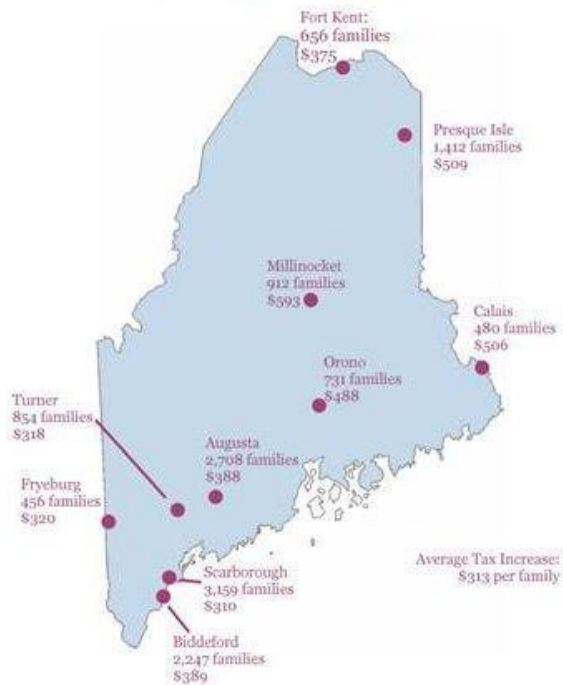 Fort Kent:
656 families
$375
Presque Isle
1,412 families
$509
Millinocket
912 families
$593
Calais
480 families
$506
Orono
731 families
$488
Turner
854 families
$318
Augusta
2,708 families
$388
Fryeburg
456 families
$320
Average Tax Increase:
$313 per family
Scarborough
3,159 families
$310
Biddeford
2,247 families
$389